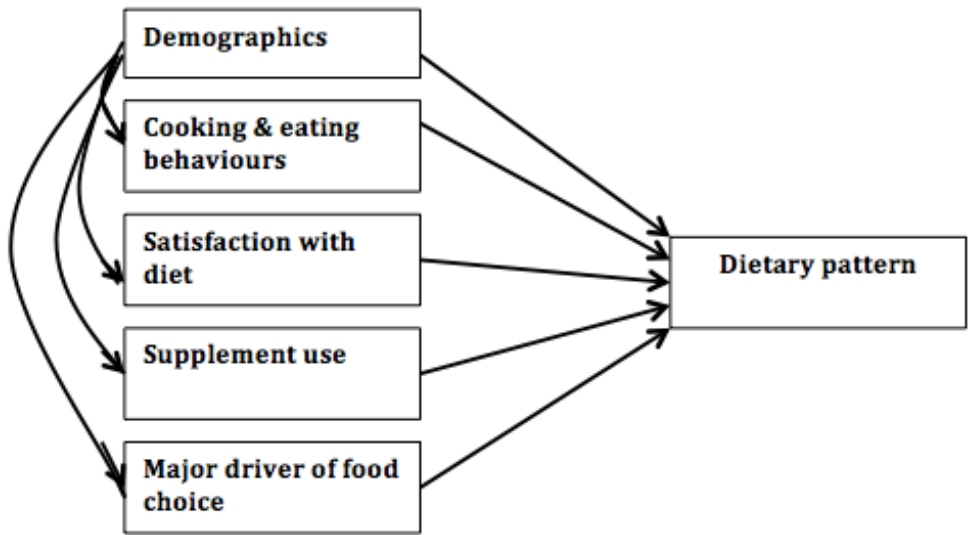 Demographics
Cooking & eating
behaviours
Satisfaction with
diet
Supplement use
Major driver of food
choice
Dietary pattern